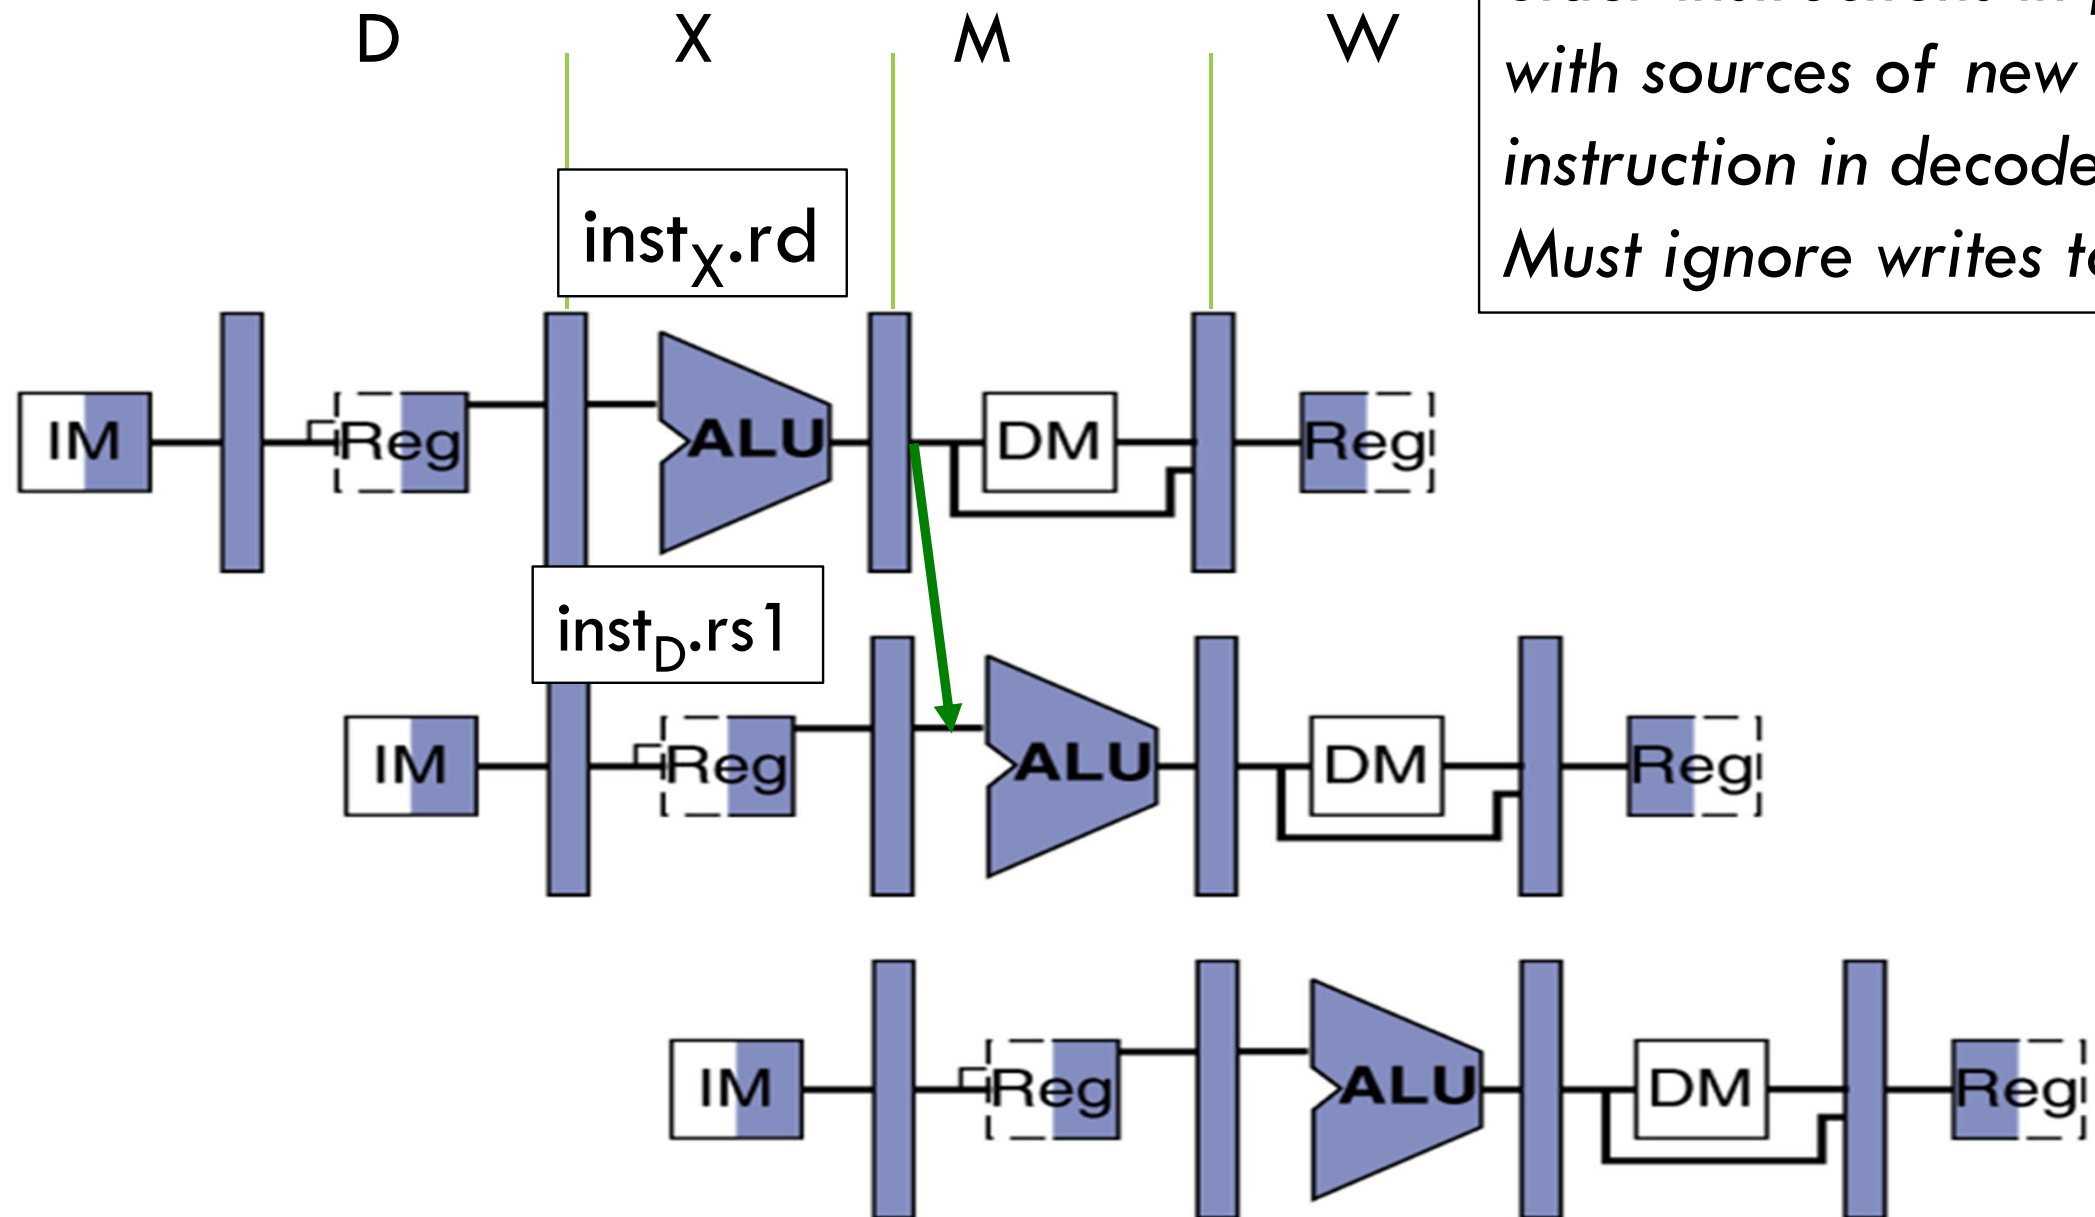 D X M W
with sources of new
instruction in decode
Must ignore writes to
instX.rd
IM Reg ALU DM Reg
instD.rs1
IM Reg ALU DM Reg
IM Reg ALU DM Reg